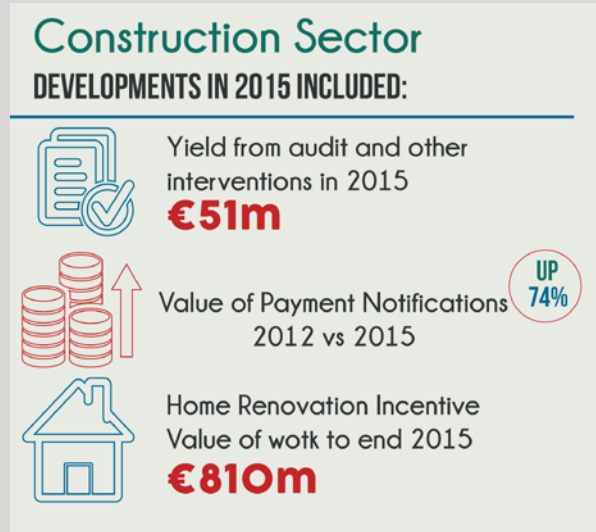 Construction Sector
DEVELOPMENTS IN 2015 INCLUDED:
Yield from audit and other
interventions in 2015
€51m
Value of Payment Notifications
2012 vs 2015
UP
74%
Home Renovation Incentive
Value of wotk to end 2015
€810m